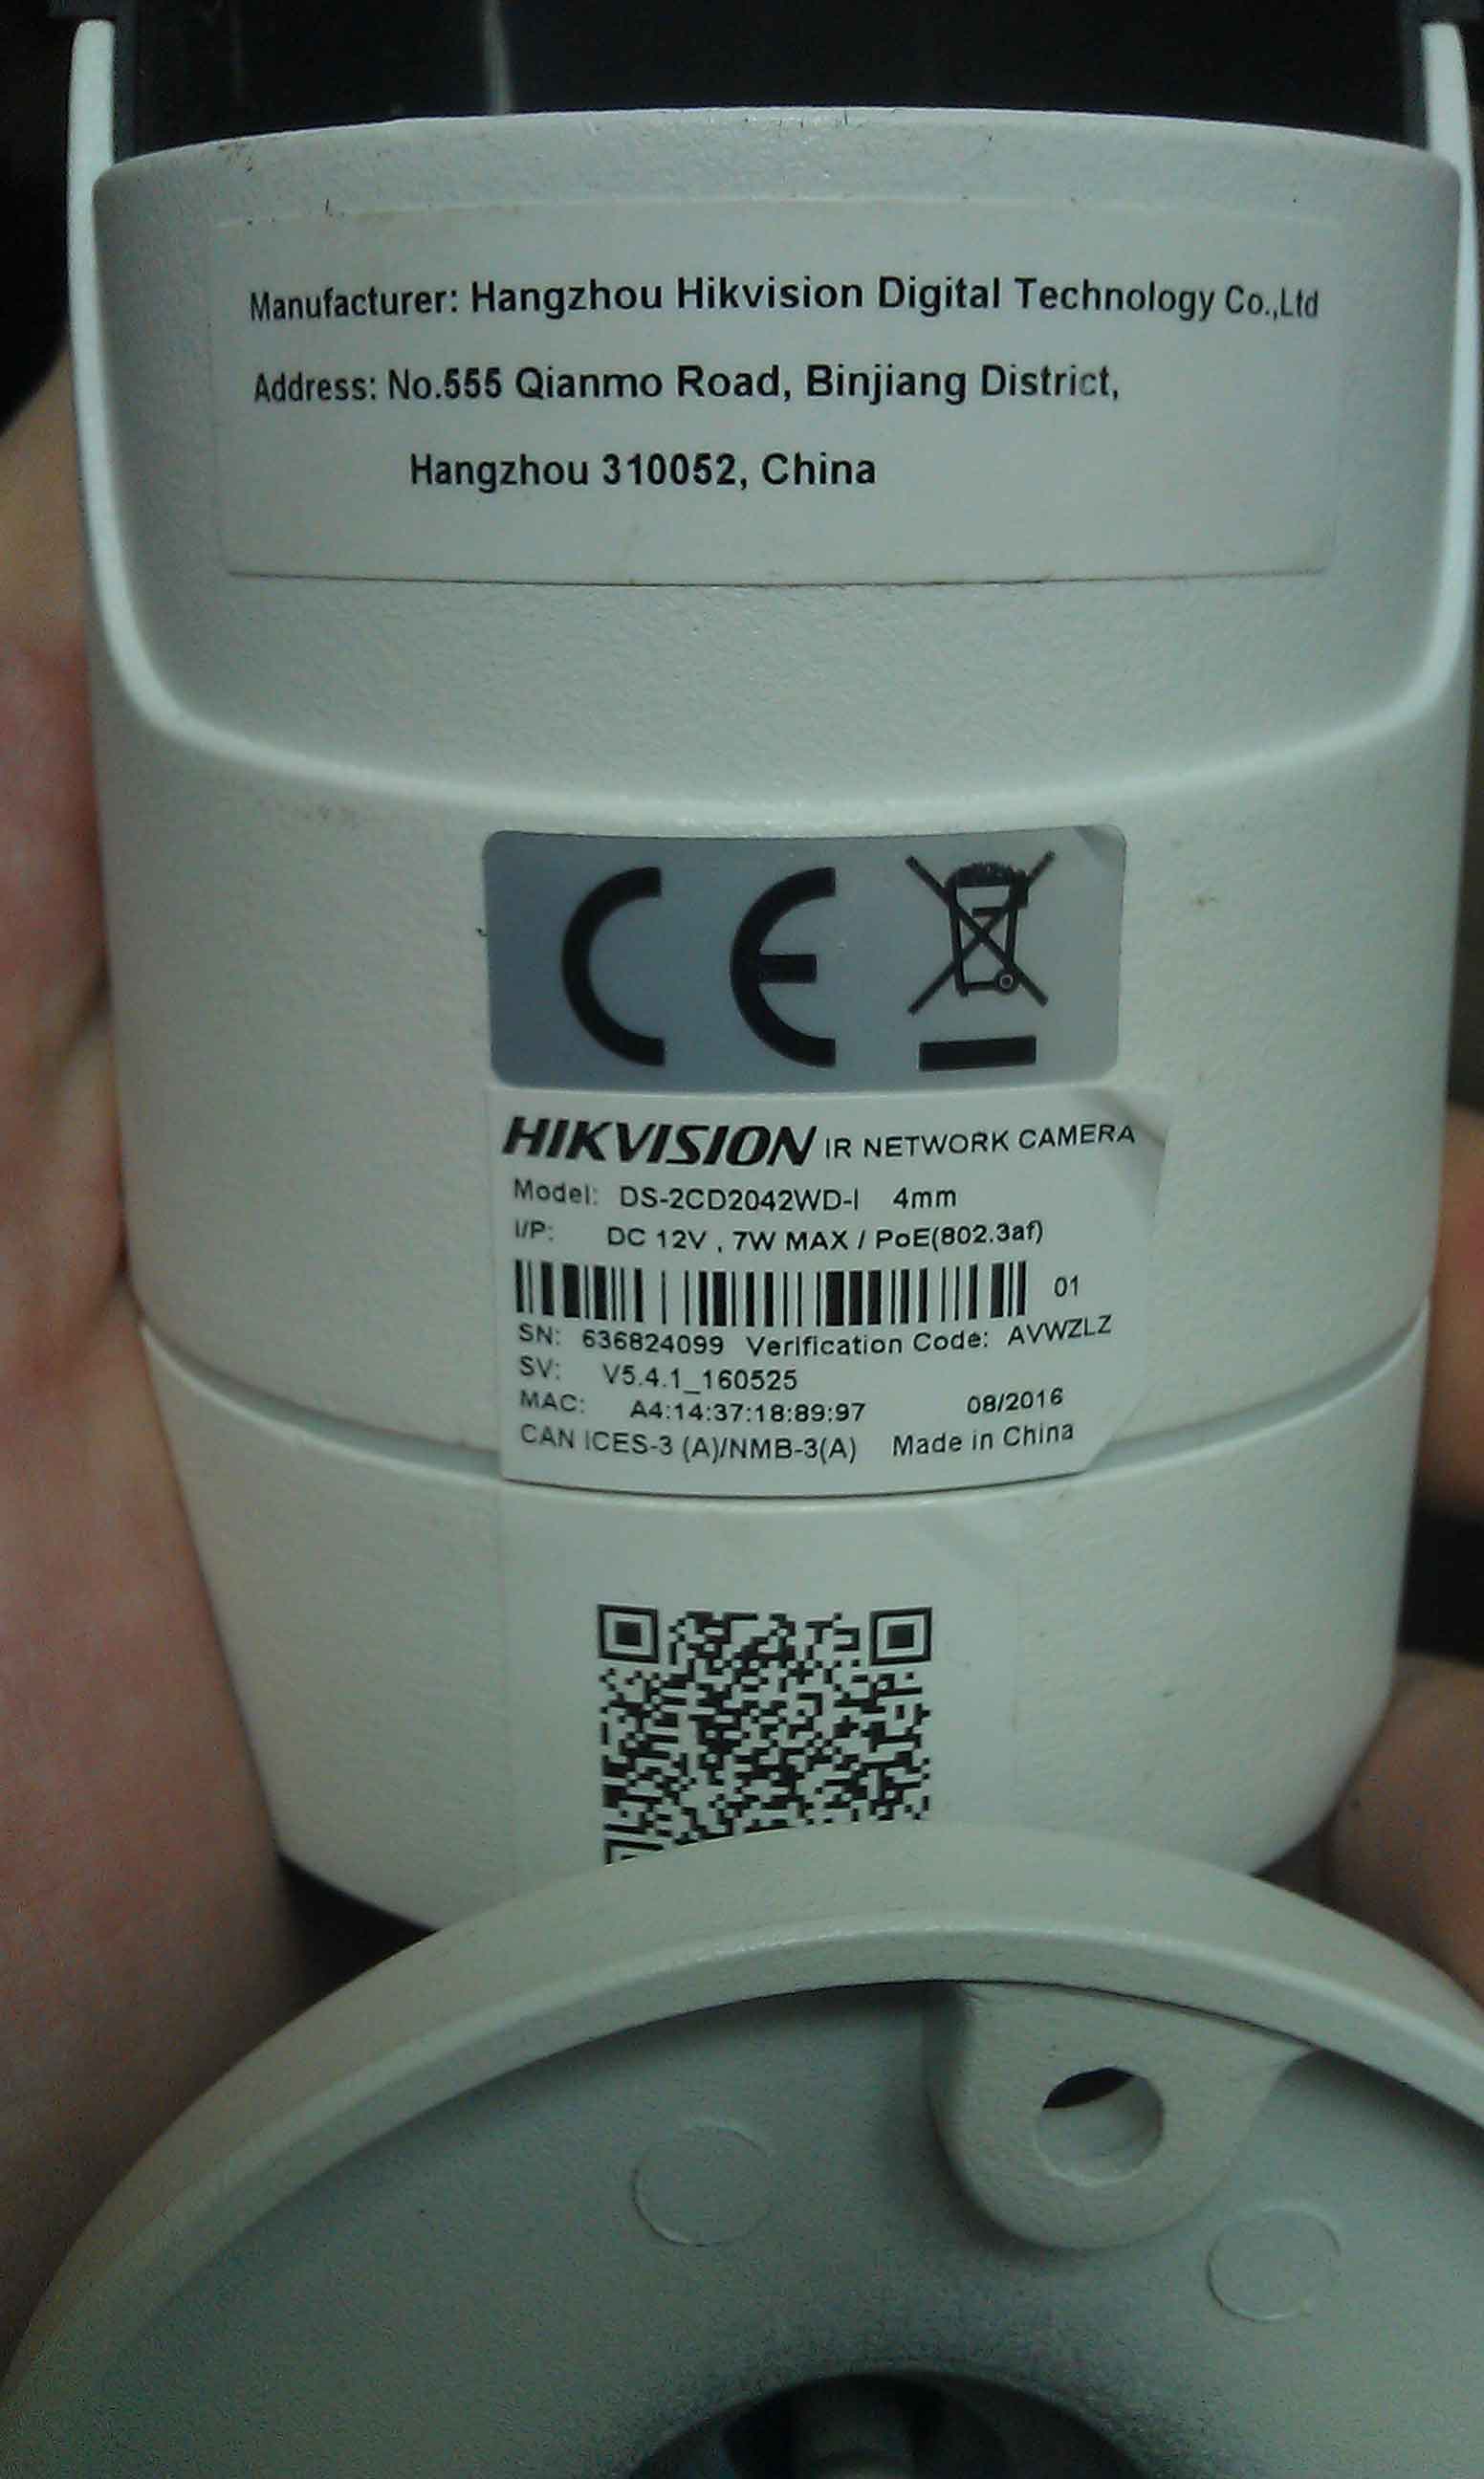 Manufacturer: Hangzhou Hikvision Digital Technology Co.,Ltd
Address: No.555 Qianmo Road, Binjiang District,
Hangzhou 310052, China
CE
HIKVISION IR NETWORK CAMERA
Model: DS-2CD2042WD-I 4mm
I/P: DC 12V , 7W MAX / PoE(802.3af)
01
SN: 636824099 Verification Code: AVWZLZ
SV: V5.4.1_160525
MAC: A4:14:37:18:89:97 08/2016
CAN ICES-3 (A)/NMB-3(A) Made in China